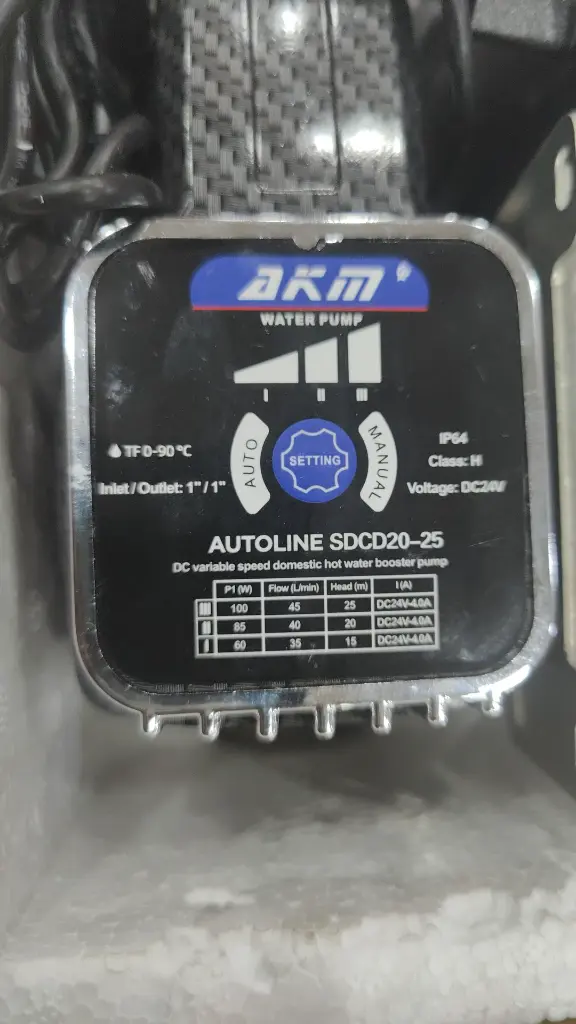 AKM
WATER PUMP
I II III
AUTO SETTING MANUAL
TF 0-90 °C
Inlet / Outlet: 1" / 1"
IP64
Class: H
Voltage: DC24V
AUTOLINE SDCD20-25
DC variable speed domestic hot water booster pump
P1 (W) Flow (L/min) Head (m) I (A)
III 100 45 25 DC24V-4.0A
II 85 40 20 DC24V-4.0A
I 60 35 15 DC24V-4.0A